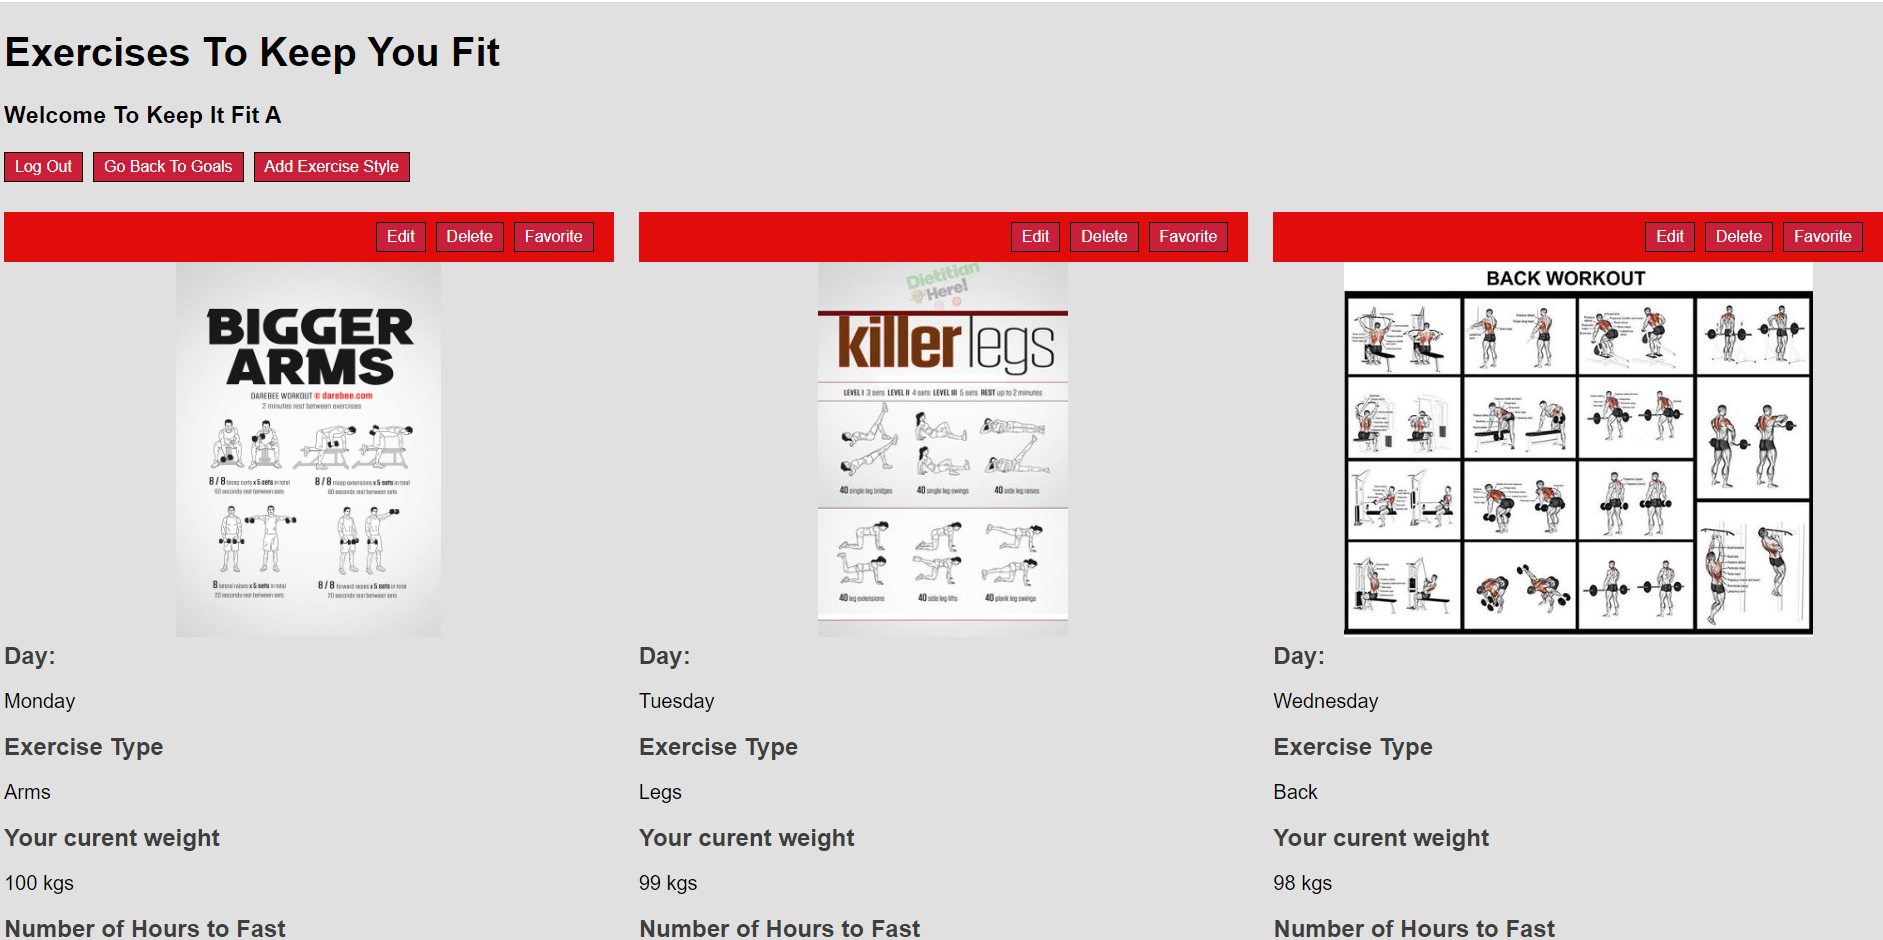 Exercises To Keep You Fit
Welcome To Keep It Fit A
Log Out
Go Back To Goals
Add Exercise Style
Edit
Delete
Favorite
BIGGER
ARMS
DAREBEE WORKOUT © darebee.com
2 minutes rest between exercises
8 / 8 bicep curls x 5 sets in total
60 seconds rest between sets
8 / 8 tricep extensions x 5 sets in total
60 seconds rest between sets
8 lateral raises x 5 sets in total
20 seconds rest between sets
8 / 8 forward raises x 5 sets in total
20 seconds rest between sets
Day:
Monday
Exercise Type
Arms
Your curent weight
100 kgs
Number of Hours to Fast
Edit
Delete
Favorite
Dietitian
Here!
killerlegs
LEVEL I 3 sets LEVEL II 4 sets LEVEL III 5 sets REST up to 2 minutes
40 single leg bridges
40 single leg swings
40 side leg raises
40 leg extensions
40 side leg lifts
40 plank leg swings
Day:
Tuesday
Exercise Type
Legs
Your curent weight
99 kgs
Number of Hours to Fast
Edit
Delete
Favorite
BACK WORKOUT
Day:
Wednesday
Exercise Type
Back
Your curent weight
98 kgs
Number of Hours to Fast